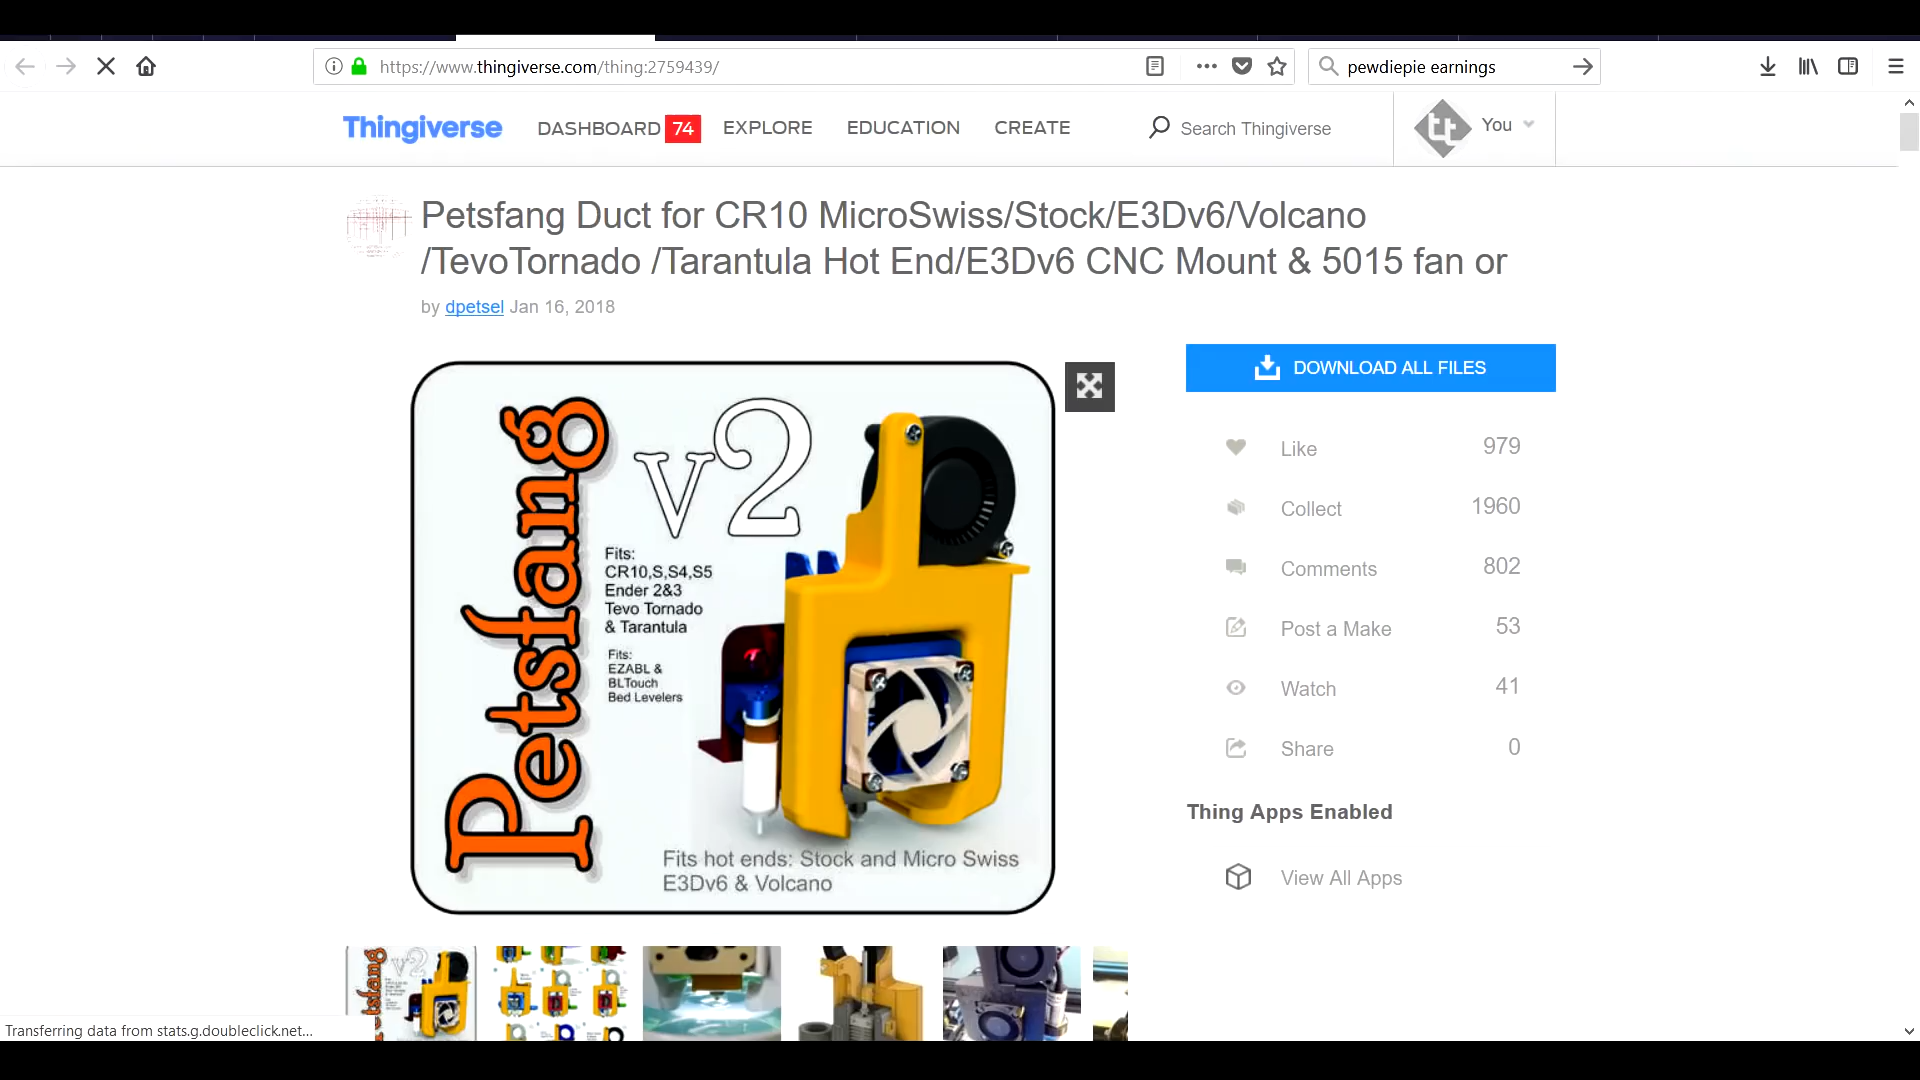 https://www.thingiverse.com/thing:2759439/
pewdiepie earnings
Thingiverse
DASHBOARD 74
EXPLORE
EDUCATION
CREATE
Search Thingiverse
You
Petsfang Duct for CR10 MicroSwiss/Stock/E3Dv6/Volcano
/TevoTornado /Tarantula Hot End/E3Dv6 CNC Mount & 5015 fan or
by dpetsel Jan 16, 2018
Petsfang
v2
Fits:
CR10,S,S4,S5
Ender 2&3
Tevo Tornado
& Tarantula
Fits:
EZABL &
BLTouch
Bed Levelers
Fits hot ends: Stock and Micro Swiss
E3Dv6 & Volcano
DOWNLOAD ALL FILES
Like 979
Collect 1960
Comments 802
Post a Make 53
Watch 41
Share 0
Thing Apps Enabled
View All Apps
Petsfang
v2
Transferring data from stats.g.doubleclick.net...